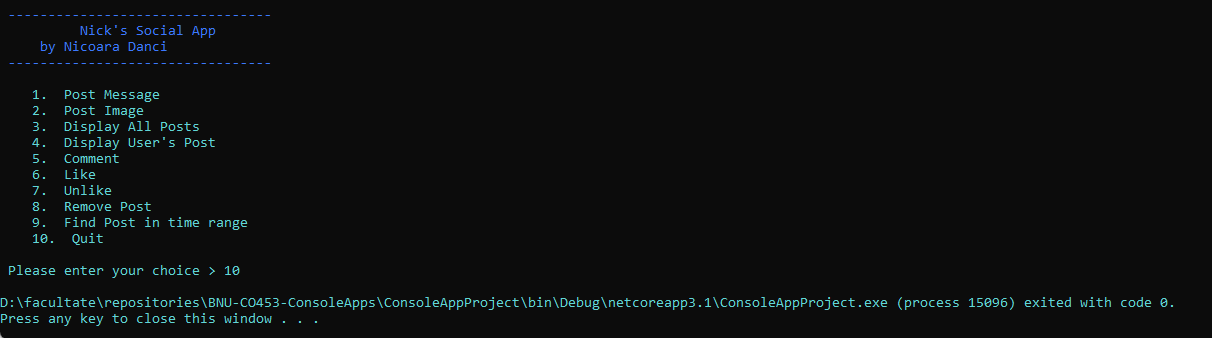 ---------------------------------
Nick's Social App
by Nicoara Danci
---------------------------------
1. Post Message
2. Post Image
3. Display All Posts
4. Display User's Post
5. Comment
6. Like
7. Unlike
8. Remove Post
9. Find Post in time range
10. Quit
Please enter your choice > 10
D:\facultate\repositories\BNU-CO453-ConsoleApps\ConsoleAppProject\bin\Debug\netcoreapp3.1\ConsoleAppProject.exe (process 15096) exited with code 0.
Press any key to close this window . . .